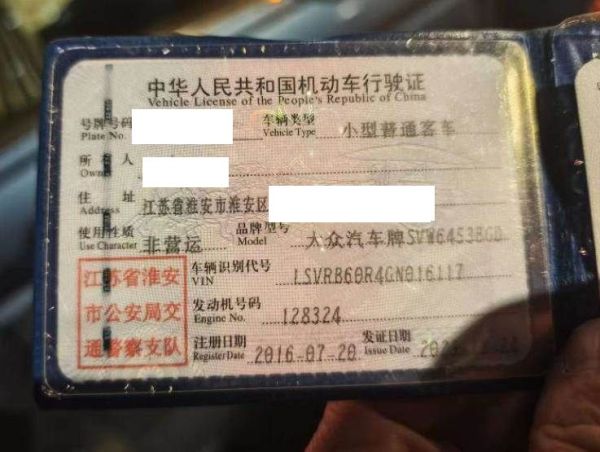 中华人民共和国机动车行驶证
Vehicle License of the People's Republic of China
号牌号码 车辆类型 小型普通客车
Plate No. Vehicle Type
所有人
Owner
住址 江苏省淮安市淮安区
Address
使用性质 非营运 品牌型号 大众汽车牌SVW6453BGD
Use Character Model
江苏省淮安市公安局交通警察支队
车辆识别代号 LSVRB60R4GN016117
VIN
发动机号码 128324
Engine No.
注册日期 2016-07-20 发证日期
Register Date Issue Date